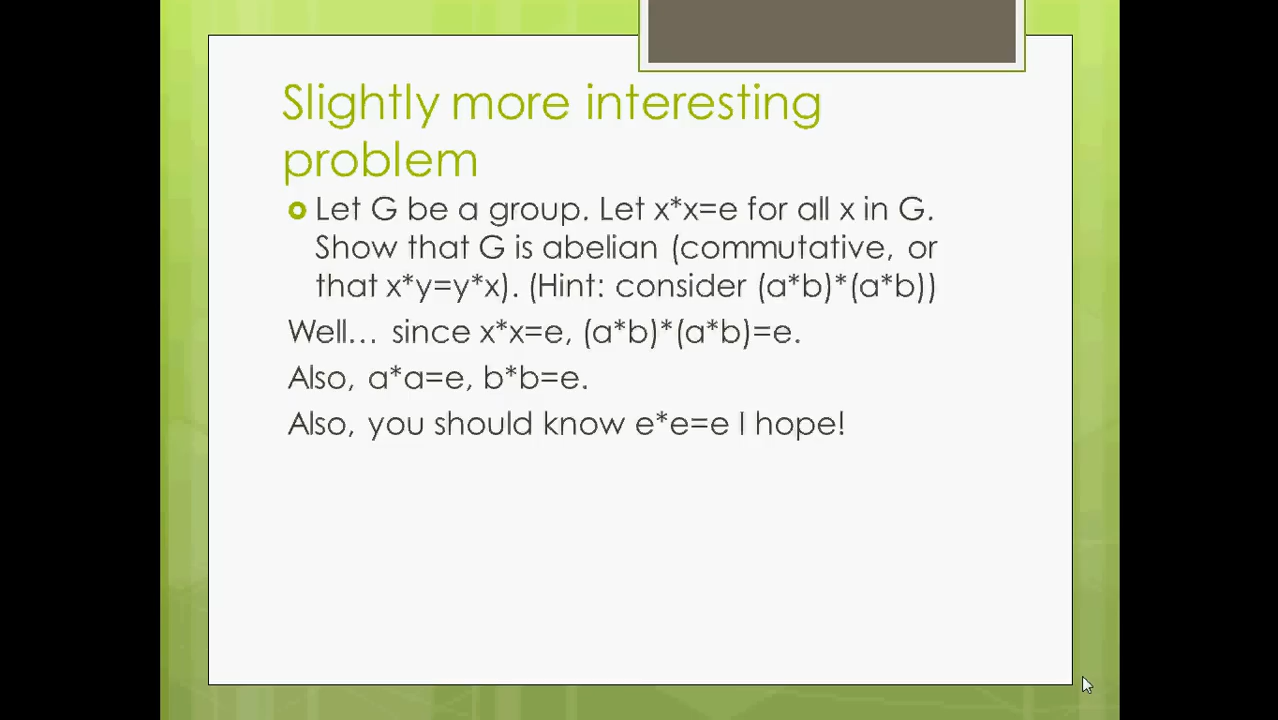 Slightly more interesting
problem
Let G be a group. Let x*x=e for all x in G.
Show that G is abelian (commutative, or
that x*y=y*x). (Hint: consider (a*b)*(a*b))
Well… since x*x=e, (a*b)*(a*b)=e.
Also, a*a=e, b*b=e.
Also, you should know e*e=e I hope!